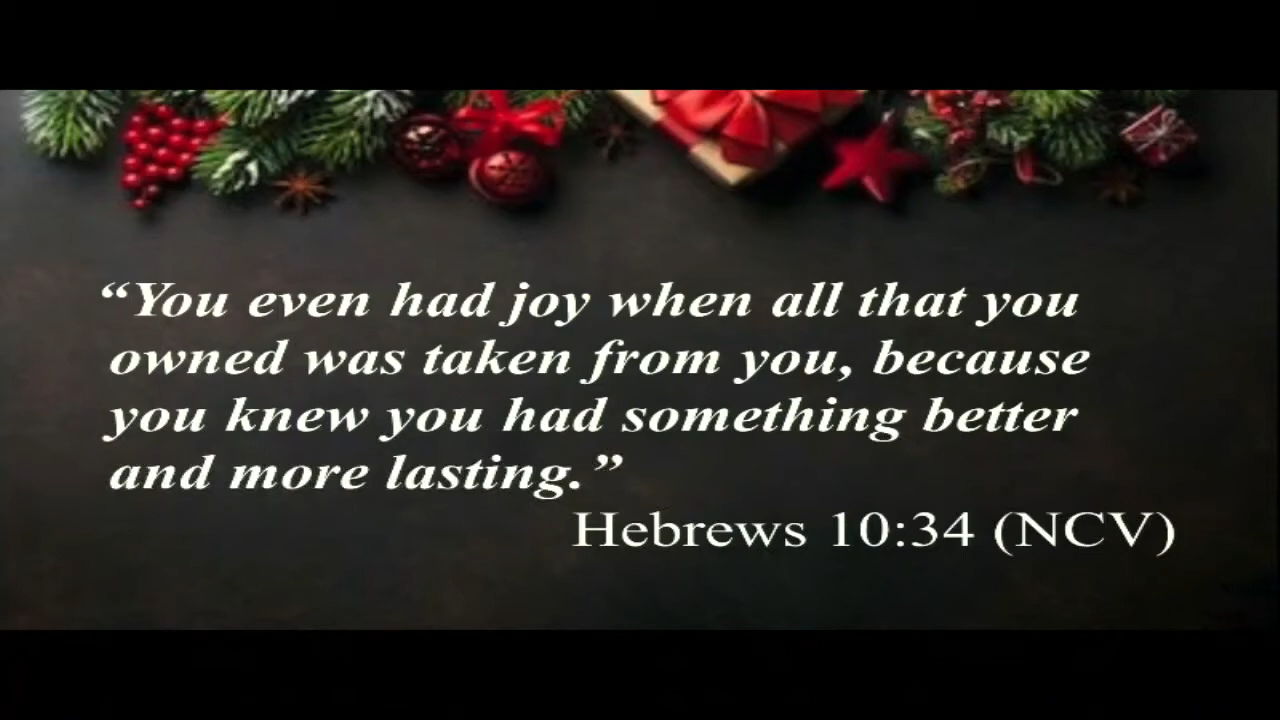 “You even had joy when all that you
owned was taken from you, because
you knew you had something better
and more lasting.”
Hebrews 10:34 (NCV)